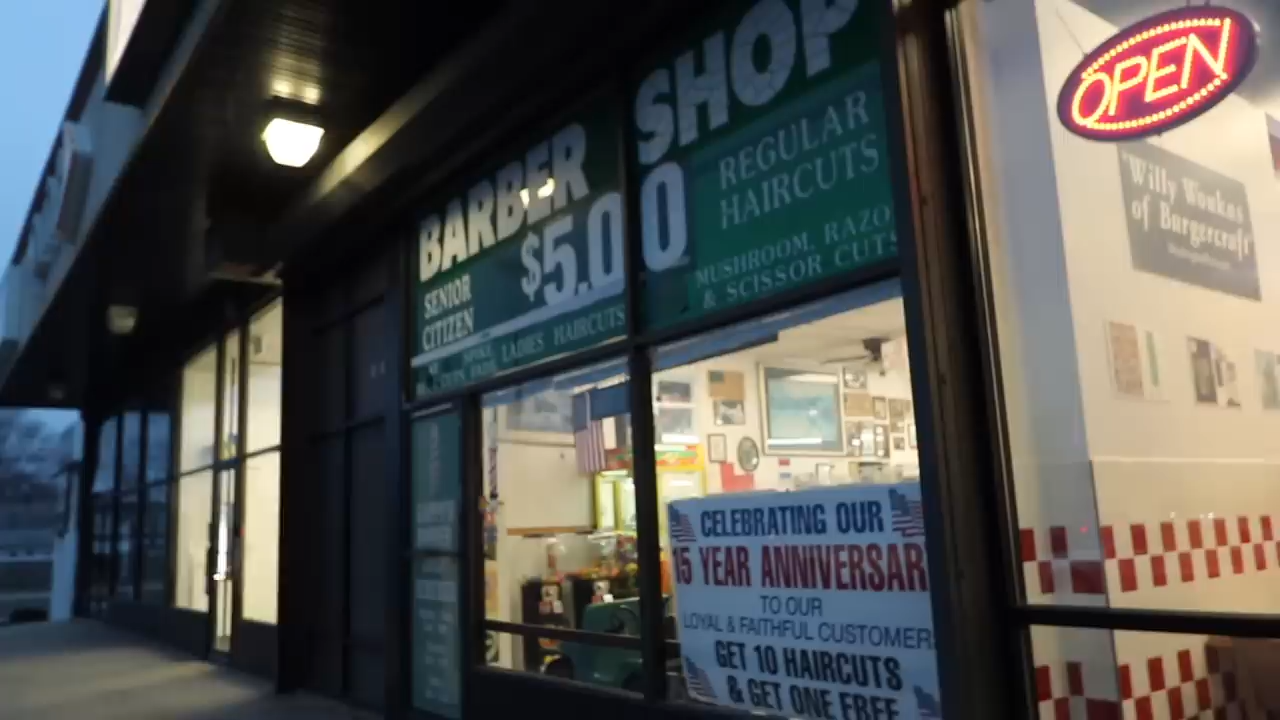 BARBER SHOP
SENIOR
CITIZEN
$5.00
REGULAR
HAIRCUTS
LADIES HAIRCUTS
MUSHROOM, RAZO
& SCISSOR CUTS
OPEN
"Willy Wonkas
of Burgercraft"
CELEBRATING OUR
15 YEAR ANNIVERSAR
TO OUR
LOYAL & FAITHFUL CUSTOMER
GET 10 HAIRCUTS
& GET ONE FREE